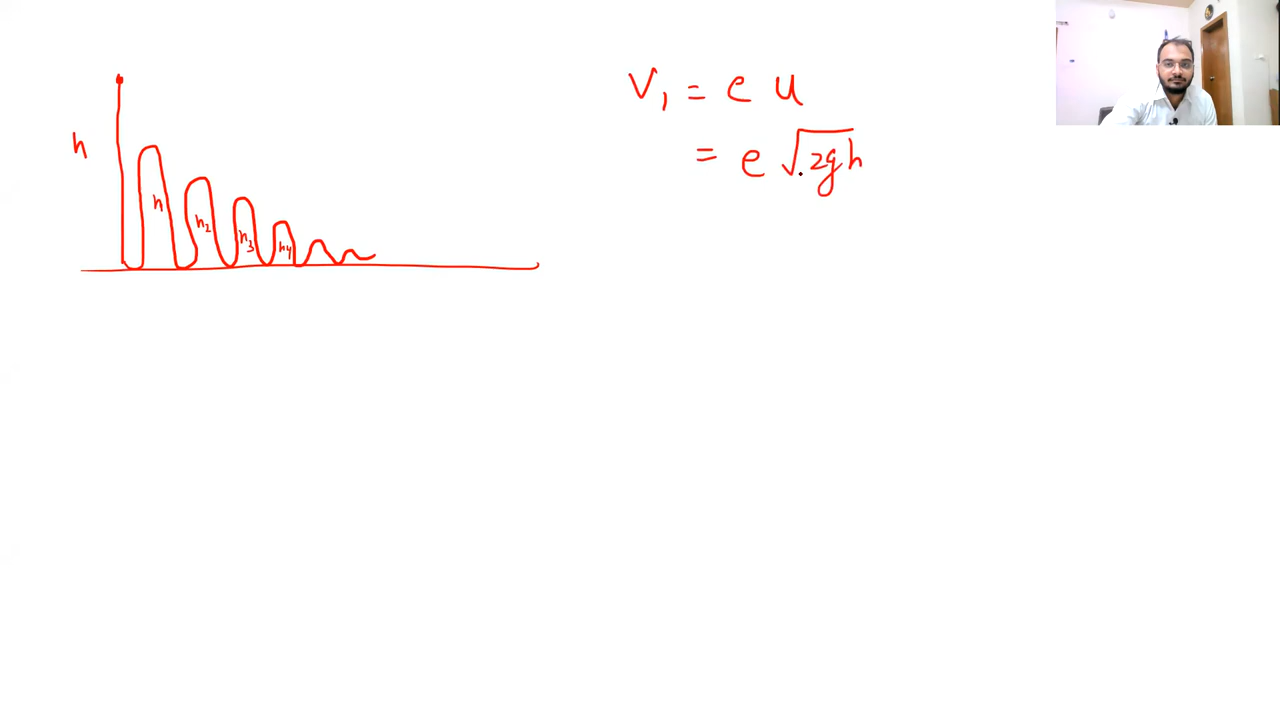 h
h
h2
h3
h4
V1 = e u
= e √2gh